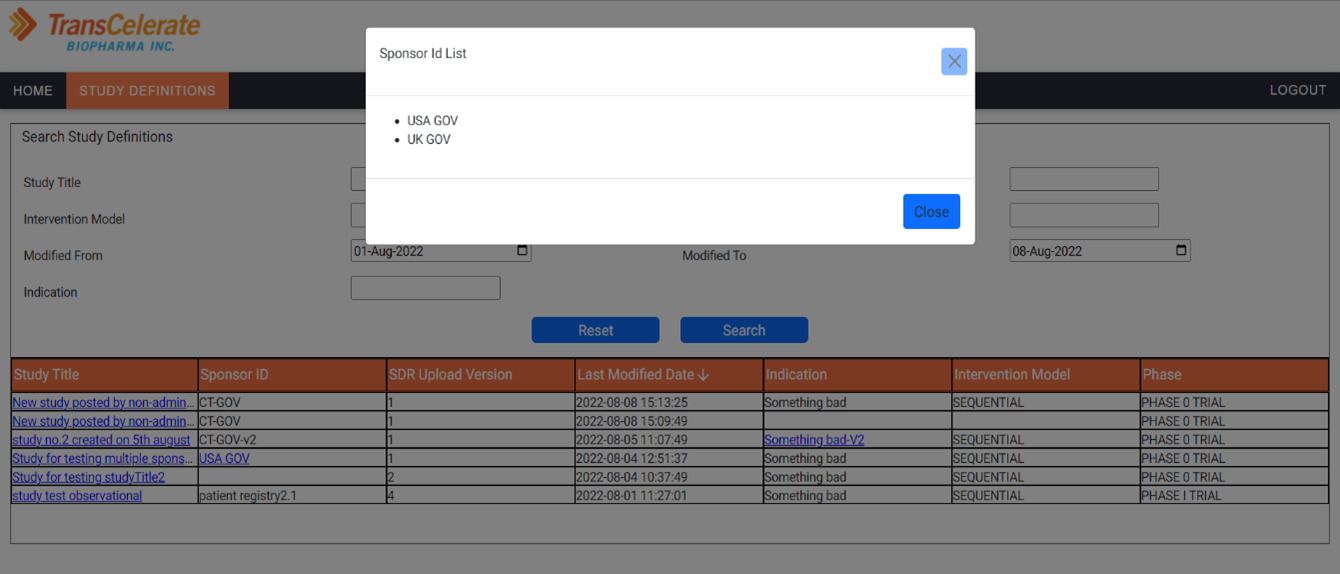 TransCelerate
BIOPHARMA INC.
Sponsor Id List
USA GOV
UK GOV
Close
HOME STUDY DEFINITIONS LOGOUT
Search Study Definitions
Study Title
Intervention Model
Modified From 01-Aug-2022 Modified To 08-Aug-2022
Indication
Reset Search
Study Title Sponsor ID SDR Upload Version Last Modified Date Indication Intervention Model Phase
New study posted by non-admin... CT-GOV 1 2022-08-08 15:13:25 Something bad SEQUENTIAL PHASE 0 TRIAL
New study posted by non-admin... CT-GOV 1 2022-08-08 15:09:49 PHASE 0 TRIAL
study no.2 created on 5th august CT-GOV-v2 1 2022-08-05 11:07:49 Something bad-V2 SEQUENTIAL PHASE 0 TRIAL
Study for testing multiple spons... USA GOV 1 2022-08-04 12:51:37 Something bad SEQUENTIAL PHASE 0 TRIAL
Study for testing studyTitle2 2 2022-08-04 10:37:49 Something bad SEQUENTIAL PHASE 0 TRIAL
study test observational patient registry2.1 4 2022-08-01 11:27:01 Something bad SEQUENTIAL PHASE I TRIAL